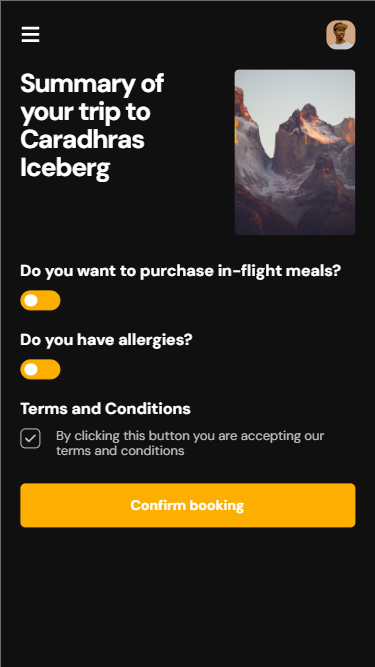 Summary of
your trip to
Caradhras
Iceberg
Do you want to purchase in-flight meals?
Do you have allergies?
Terms and Conditions
By clicking this button you are accepting our
terms and conditions
Confirm booking